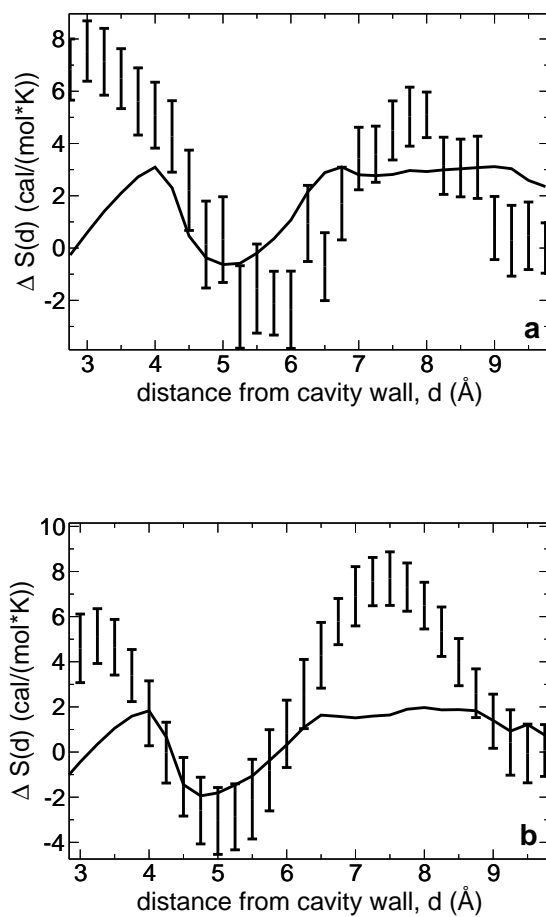 8
6
4
2
0
-2
Δ S(d) (cal/(mol*K))
a
3 4 5 6 7 8 9
distance from cavity wall, d (Å)
10
8
6
4
2
0
-2
-4
Δ S(d) (cal/(mol*K))
b
3 4 5 6 7 8 9
distance from cavity wall, d (Å)